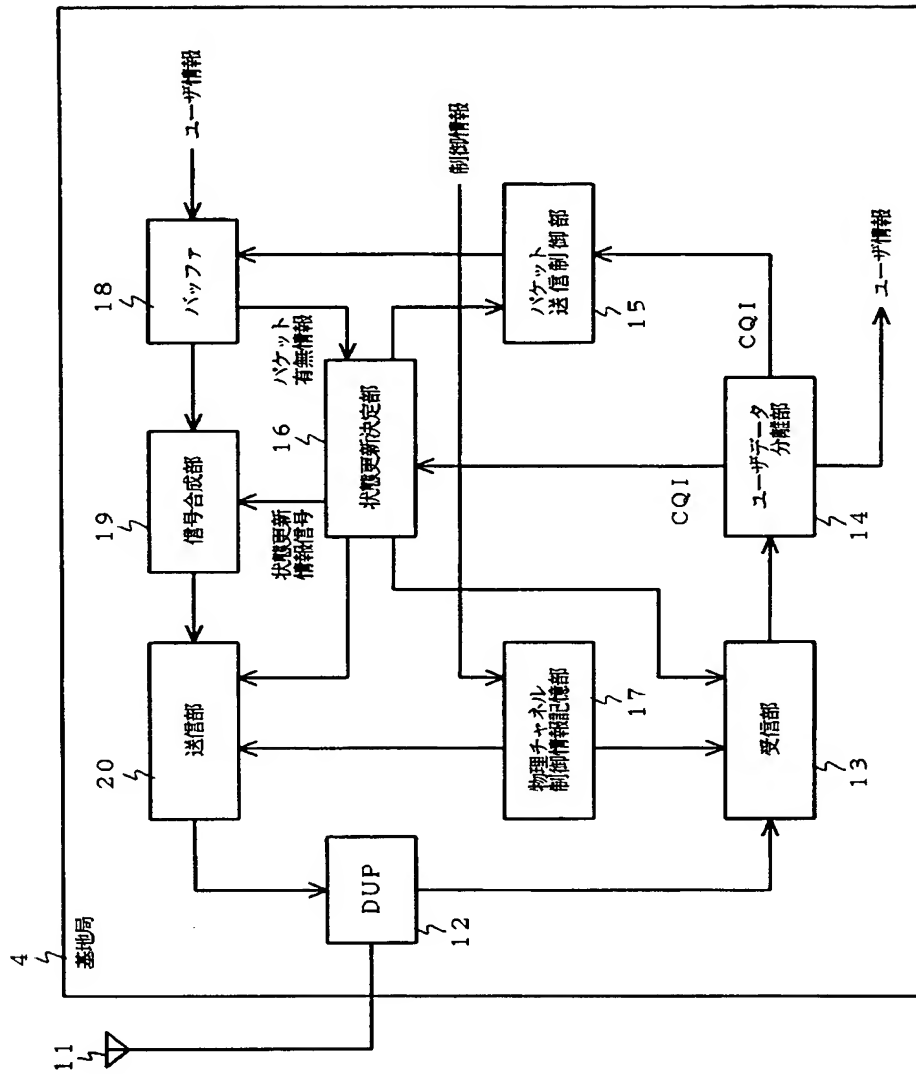 4
基地局
11
ユーザ情報
18
バッファ
19
信号合成部
20
送信部
パケット
有無情報
状態更新
情報信号
16
状態更新決定部
制御情報
パケット
送信制御部
15
物理チャネル
制御情報記憶部
17
DUP
12
CQI
CQI
ユーザデータ
分離部
14
受信部
13
ユーザ情報